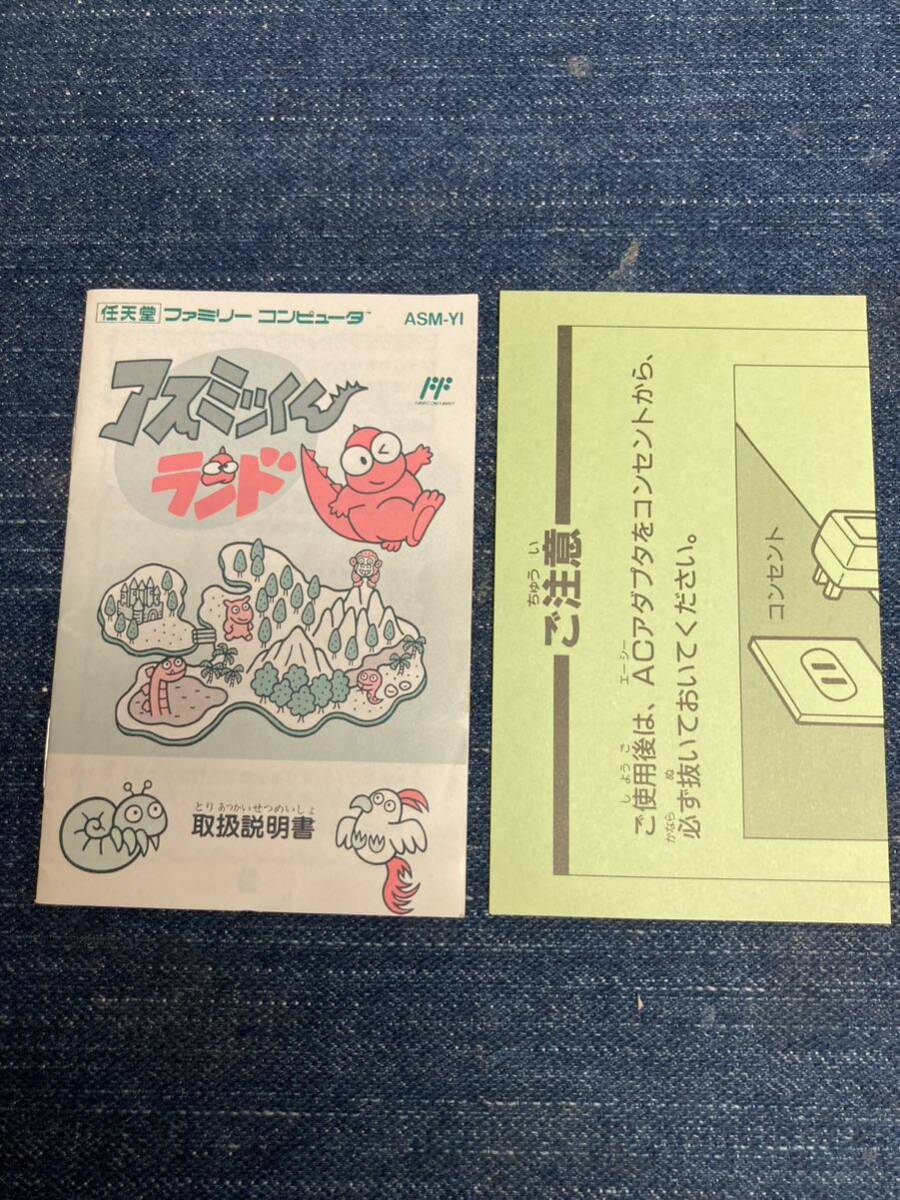 任天堂 ファミリー コンピュータ™ ASM-YI
アスミッくん
ランド
とりあつかいせつめいしょ
取扱説明書
ちゅうい
ご注意
しようご エーシー
ご使用後は、ACアダプタをコンセントから、
かなら ぬ
必ず抜いておいてください。
コンセント